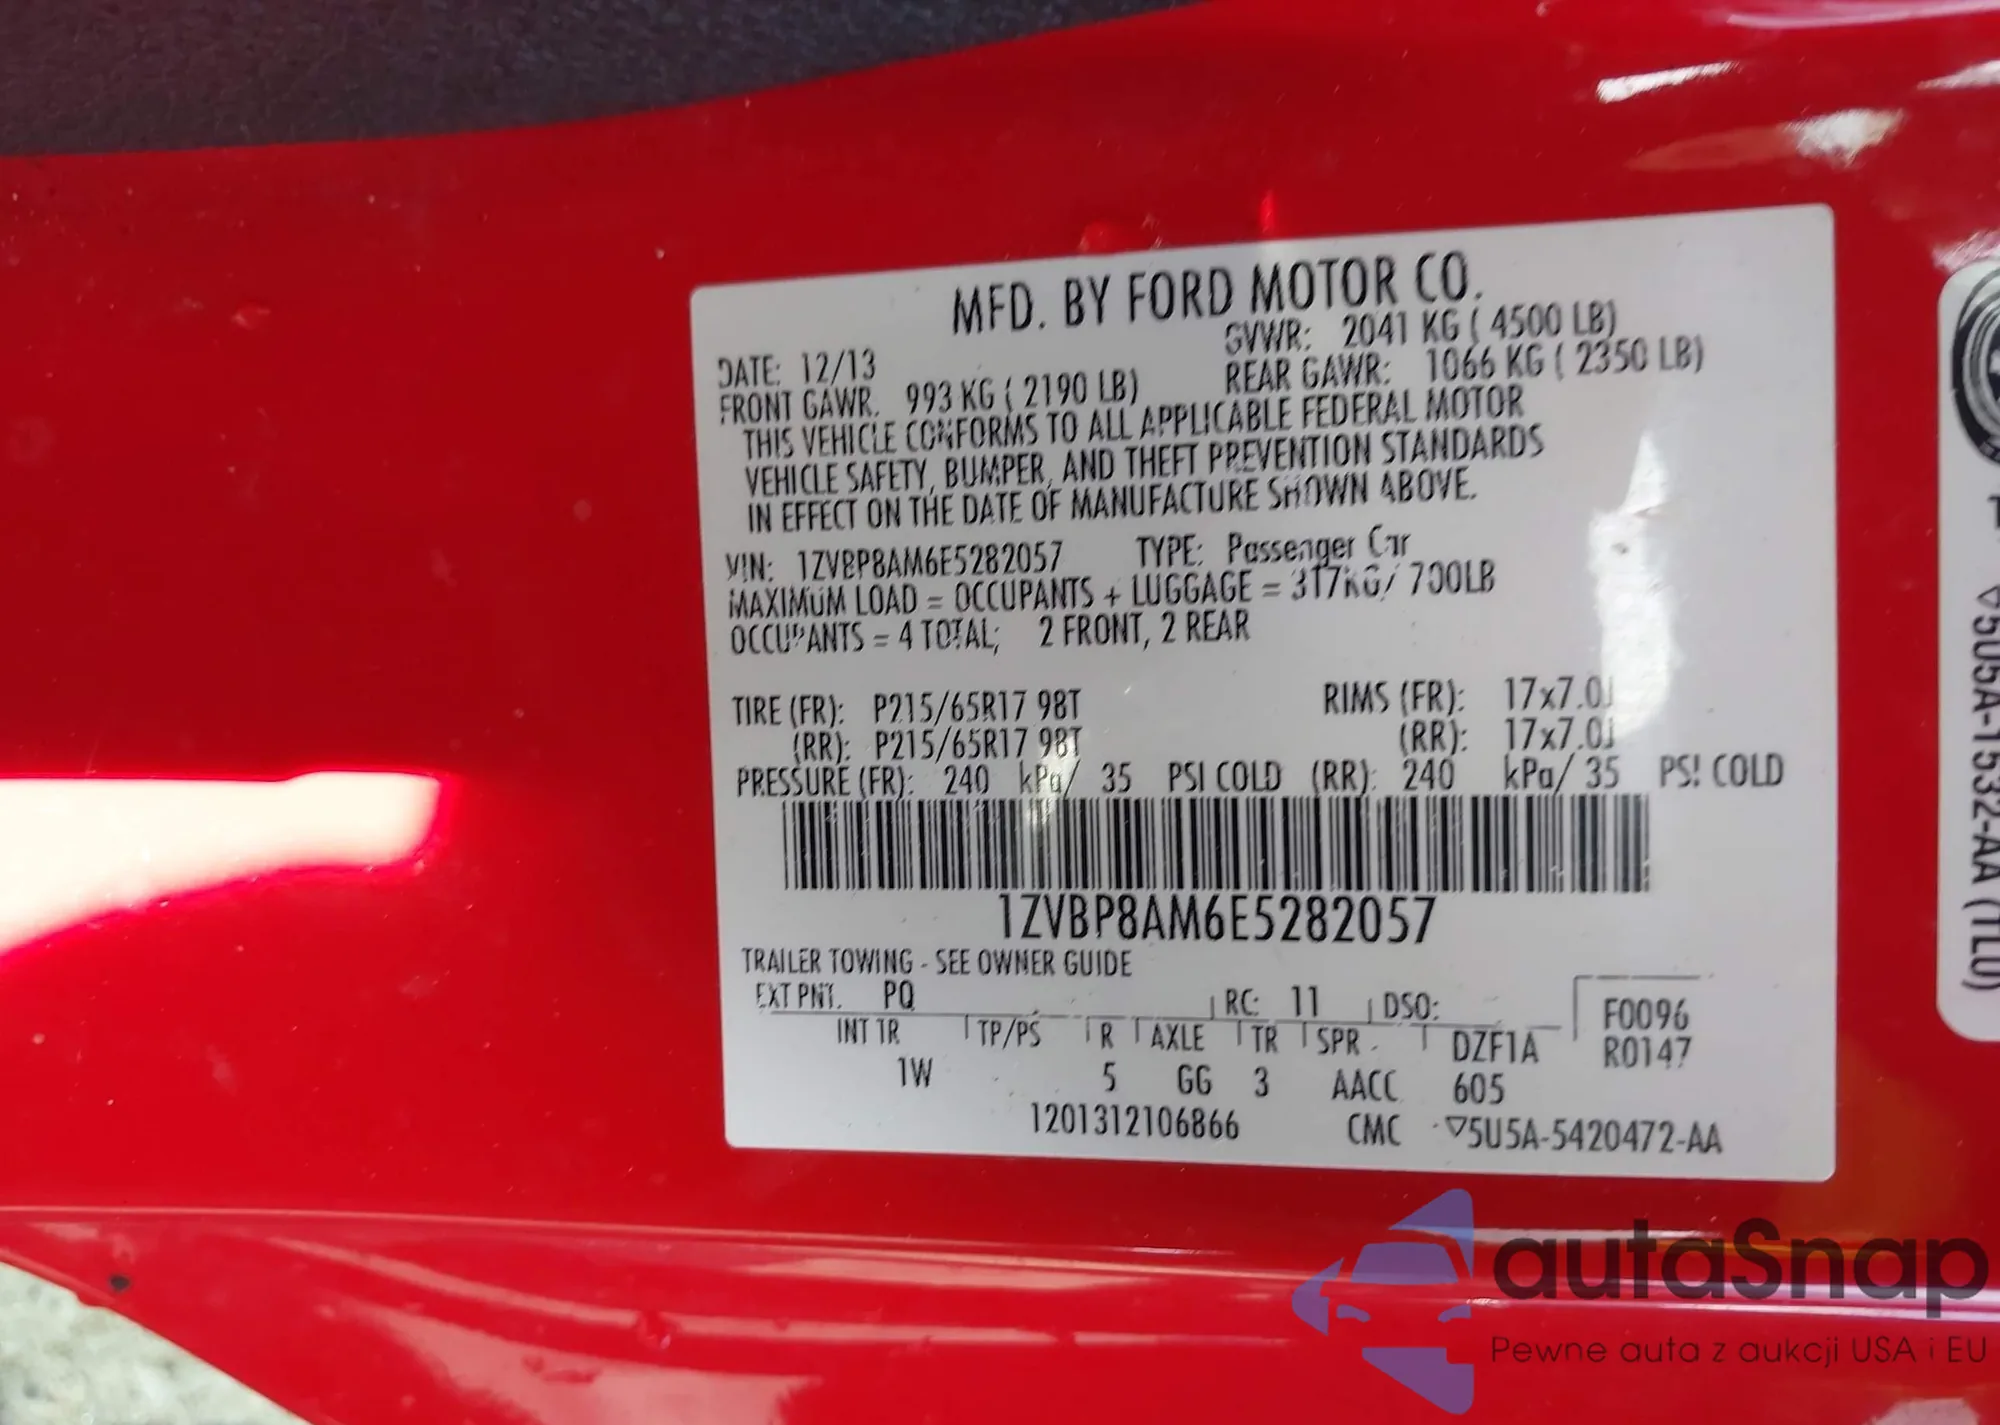 MFD. BY FORD MOTOR CO.
DATE: 12/13 GVWR: 2041 KG ( 4500 LB)
FRONT GAWR. 993 KG ( 2190 LB) REAR GAWR: 1066 KG ( 2350 LB)
THIS VEHICLE CONFORMS TO ALL APPLICABLE FEDERAL MOTOR
VEHICLE SAFETY, BUMPER, AND THEFT PREVENTION STANDARDS
IN EFFECT ON THE DATE OF MANUFACTURE SHOWN ABOVE.
VIN: 1ZVBP8AM6E5282057 TYPE: Passenger Car
MAXIMUM LOAD = OCCUPANTS + LUGGAGE = 317KG/ 700LB
OCCUPANTS = 4 TOTAL; 2 FRONT, 2 REAR
TIRE (FR): P215/65R17 98T RIMS (FR): 17x7.0J
(RR): P215/65R17 98T (RR): 17x7.0J
PRESSURE (FR): 240 kPa/ 35 PSI COLD (RR): 240 kPa/ 35 PSI COLD
1ZVBP8AM6E5282057
TRAILER TOWING - SEE OWNER GUIDE
EXT PNT. PQ RC: 11 DSO: F0096
INT TR TP/PS R AXLE TR SPR DZF1A R0147
1W 5 GG 3 AACC 605
1201312106866 CMC ▽5U5A-5420472-AA
▽5U5A-1532-AA (TLU)
autaSnap
Pewne auta z aukcji USA i EU